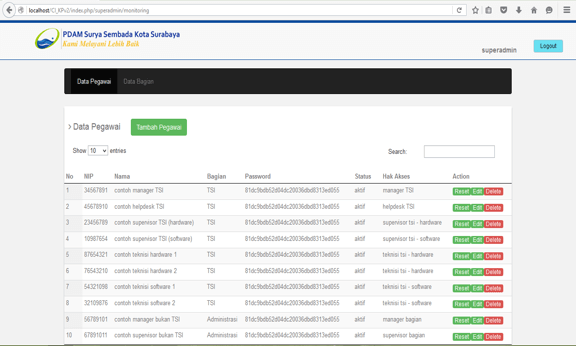 localhost/CI_KPv2/index.php/superadmin/monitoring
PDAM Surya Sembada Kota Surabaya
Kami Melayani Lebih Baik
superadmin
Logout
Data Pegawai Data Bagian
> Data Pegawai Tambah Pegawai
Show 10 entries Search:
No NIP Nama Bagian Password Status Hak Akses Action
1 34567891 contoh manager TSI TSI 81dc9bdb52d04dc20036dbd8313ed055 aktif manager TSI Reset Edit Delete
2 45678910 contoh helpdesk TSI TSI 81dc9bdb52d04dc20036dbd8313ed055 aktif helpdesk TSI Reset Edit Delete
3 23456789 contoh supervisor TSI (hardware) TSI 81dc9bdb52d04dc20036dbd8313ed055 aktif supervisor tsi - hardware Reset Edit Delete
4 10987654 contoh supervisor TSI (software) TSI 81dc9bdb52d04dc20036dbd8313ed055 aktif supervisor tsi - software Reset Edit Delete
5 87654321 contoh teknisi hardware 1 TSI 81dc9bdb52d04dc20036dbd8313ed055 aktif teknisi tsi - hardware Reset Edit Delete
6 76543210 contoh teknisi hardware 2 TSI 81dc9bdb52d04dc20036dbd8313ed055 aktif teknisi tsi - hardware Reset Edit Delete
7 54321098 contoh teknisi software 1 TSI 81dc9bdb52d04dc20036dbd8313ed055 aktif teknisi tsi - software Reset Edit Delete
8 32109876 contoh teknisi software 2 TSI 81dc9bdb52d04dc20036dbd8313ed055 aktif teknisi tsi - software Reset Edit Delete
9 56789101 contoh manager bukan TSI Administrasi 81dc9bdb52d04dc20036dbd8313ed055 aktif manager bagian Reset Edit Delete
10 67891011 contoh supervisor bukan TSI Administrasi 81dc9bdb52d04dc20036dbd8313ed055 aktif supervisor bagian Reset Edit Delete